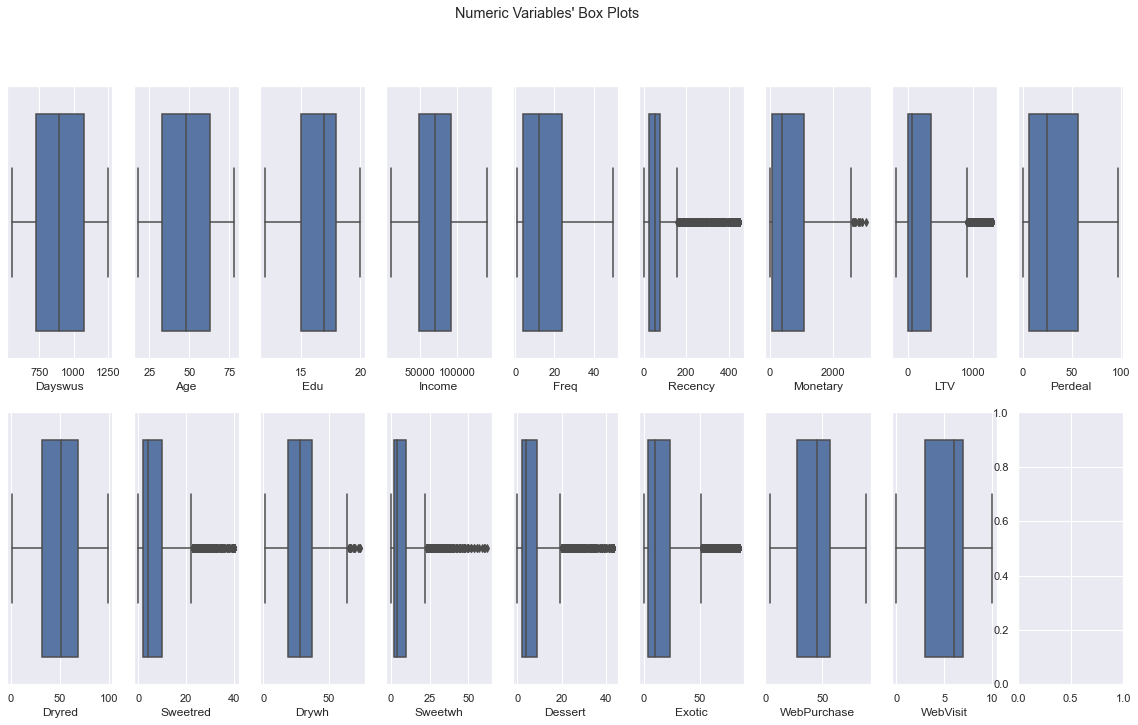 Numeric Variables' Box Plots
750 1000 1250
Dayswus
25 50 75
Age
15 20
Edu
50000 100000
Income
0 20 40
Freq
0 200 400
Recency
0 2000
Monetary
0 1000
LTV
0 50 100
Perdeal
0 50 100
Dryred
0 20 40
Sweetred
0 50
Drywh
0 25 50
Sweetwh
0 20 40
Dessert
0 50
Exotic
0 50
WebPurchase
0 5 10
WebVisit
1.0
0.8
0.6
0.4
0.2
0.0
0.0 0.5 1.0